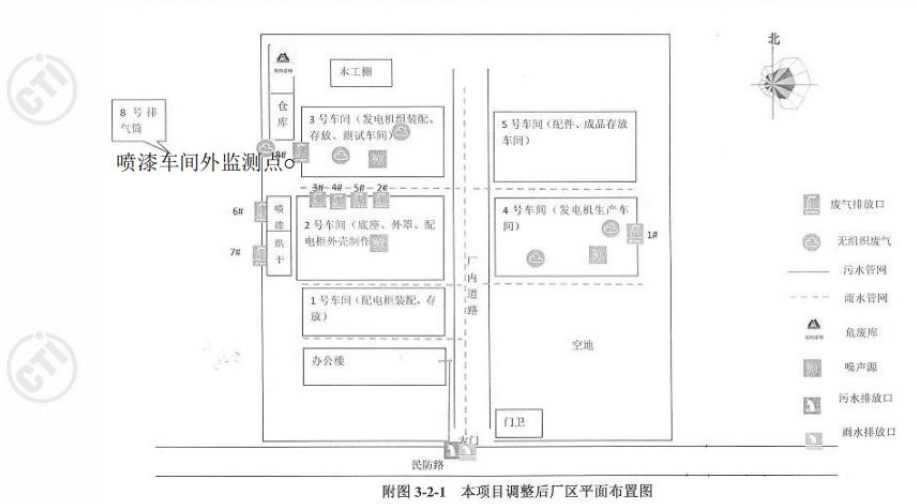 北
CTI
木工棚
仓
库
8 号排
气筒
3 号车间（发电机组装配、
存放、测试车间）
5 号车间（配件、成品存放
车间）
喷漆车间外监测点。
3# 4# 5# 2#
6#
喷
漆
烘
干
7#
2 号车间（底座、外罩、配
电柜外壳制作
4 号车间（发电机生产车
间）
1#
厂
内
道
路
1 号车间（配电柜装配，存
放）
办公楼
空地
门卫
大门
民防路
废气排放口
无组织废气
污水管网
雨水管网
危废库
噪声源
污水排放口
雨水排放口
CTI
附图 3-2-1 本项目调整后厂区平面布置图